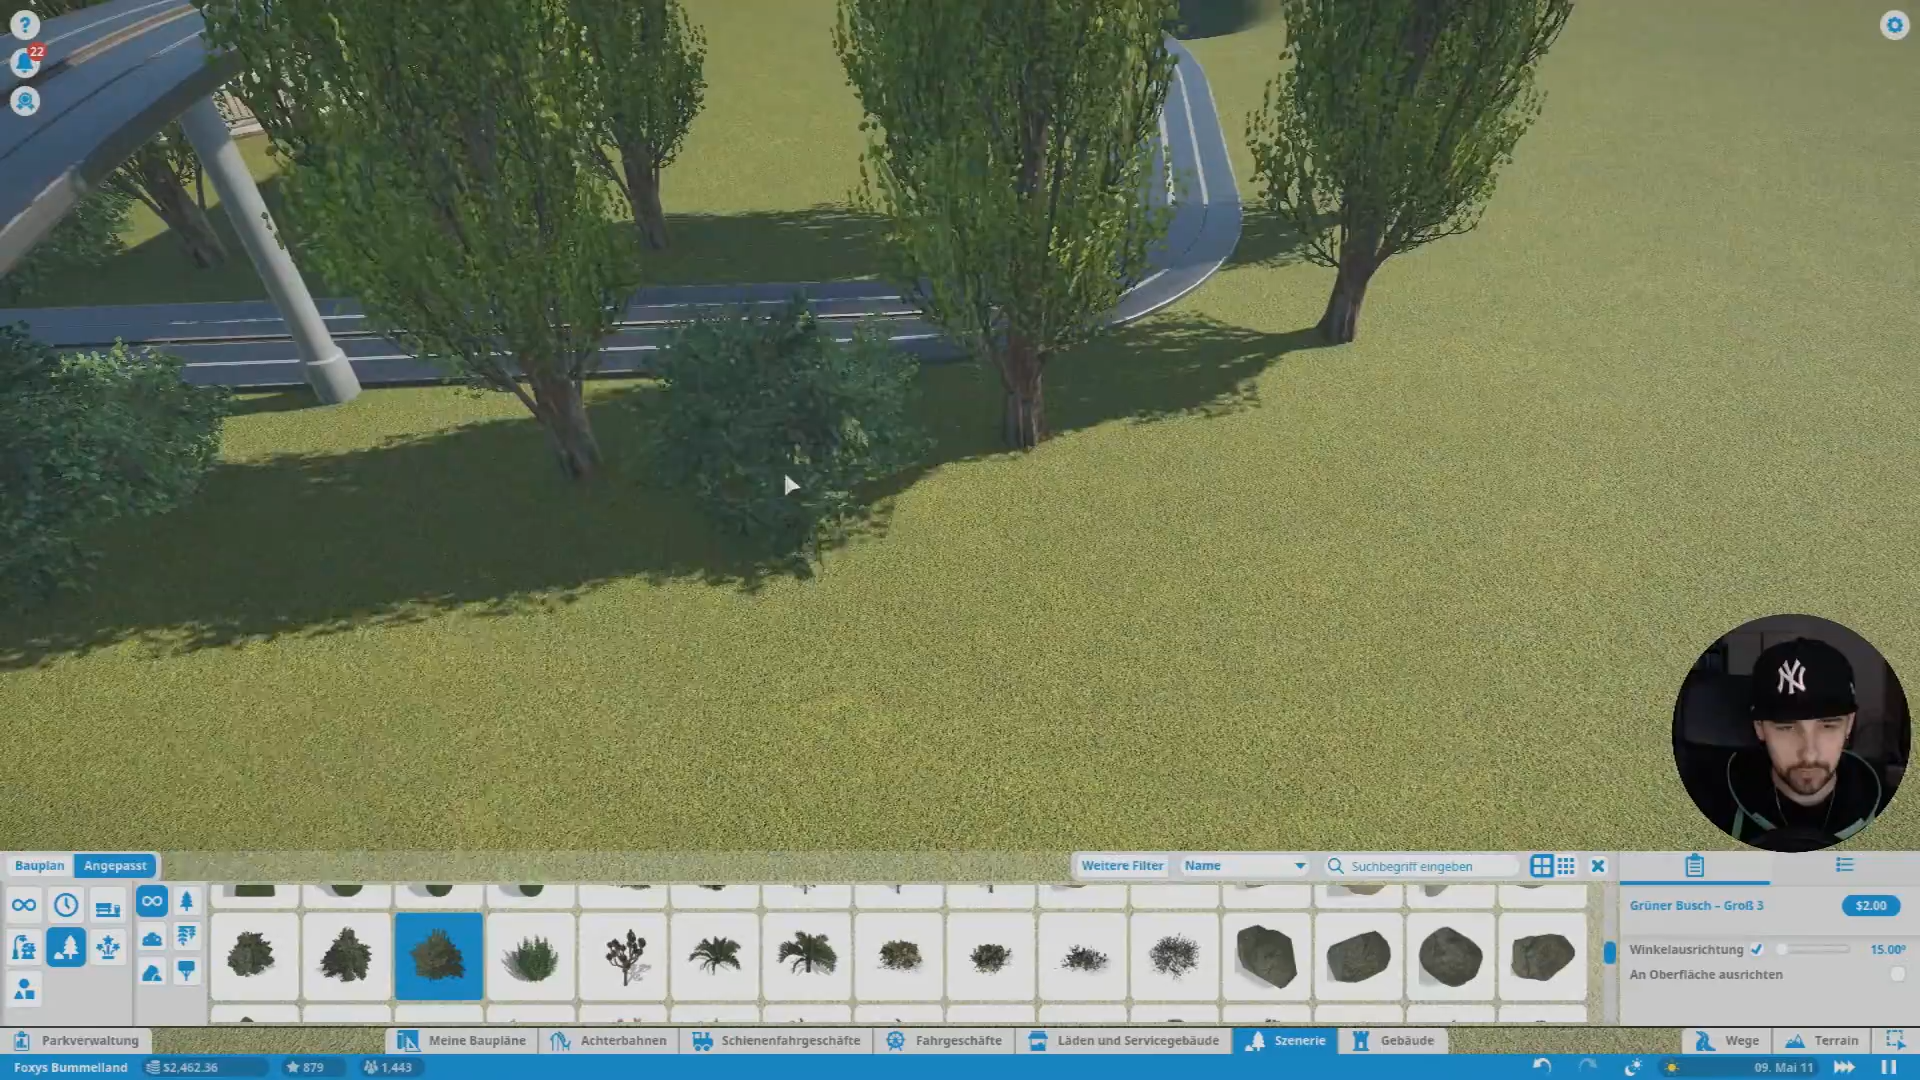 ?
22
NY
Bauplan
Angepasst
Weitere Filter
Name
Suchbegriff eingeben
Grüner Busch – Groß 3
$2.00
Winkelausrichtung
15.00°
An Oberfläche ausrichten
Parkverwaltung
Meine Baupläne
Achterbahnen
Schienenfahrgeschäfte
Fahrgeschäfte
Läden und Servicegebäude
Szenerie
Gebäude
Wege
Terrain
Foxys Bummelland
$2,462.36
879
1,443
09. Mai 11